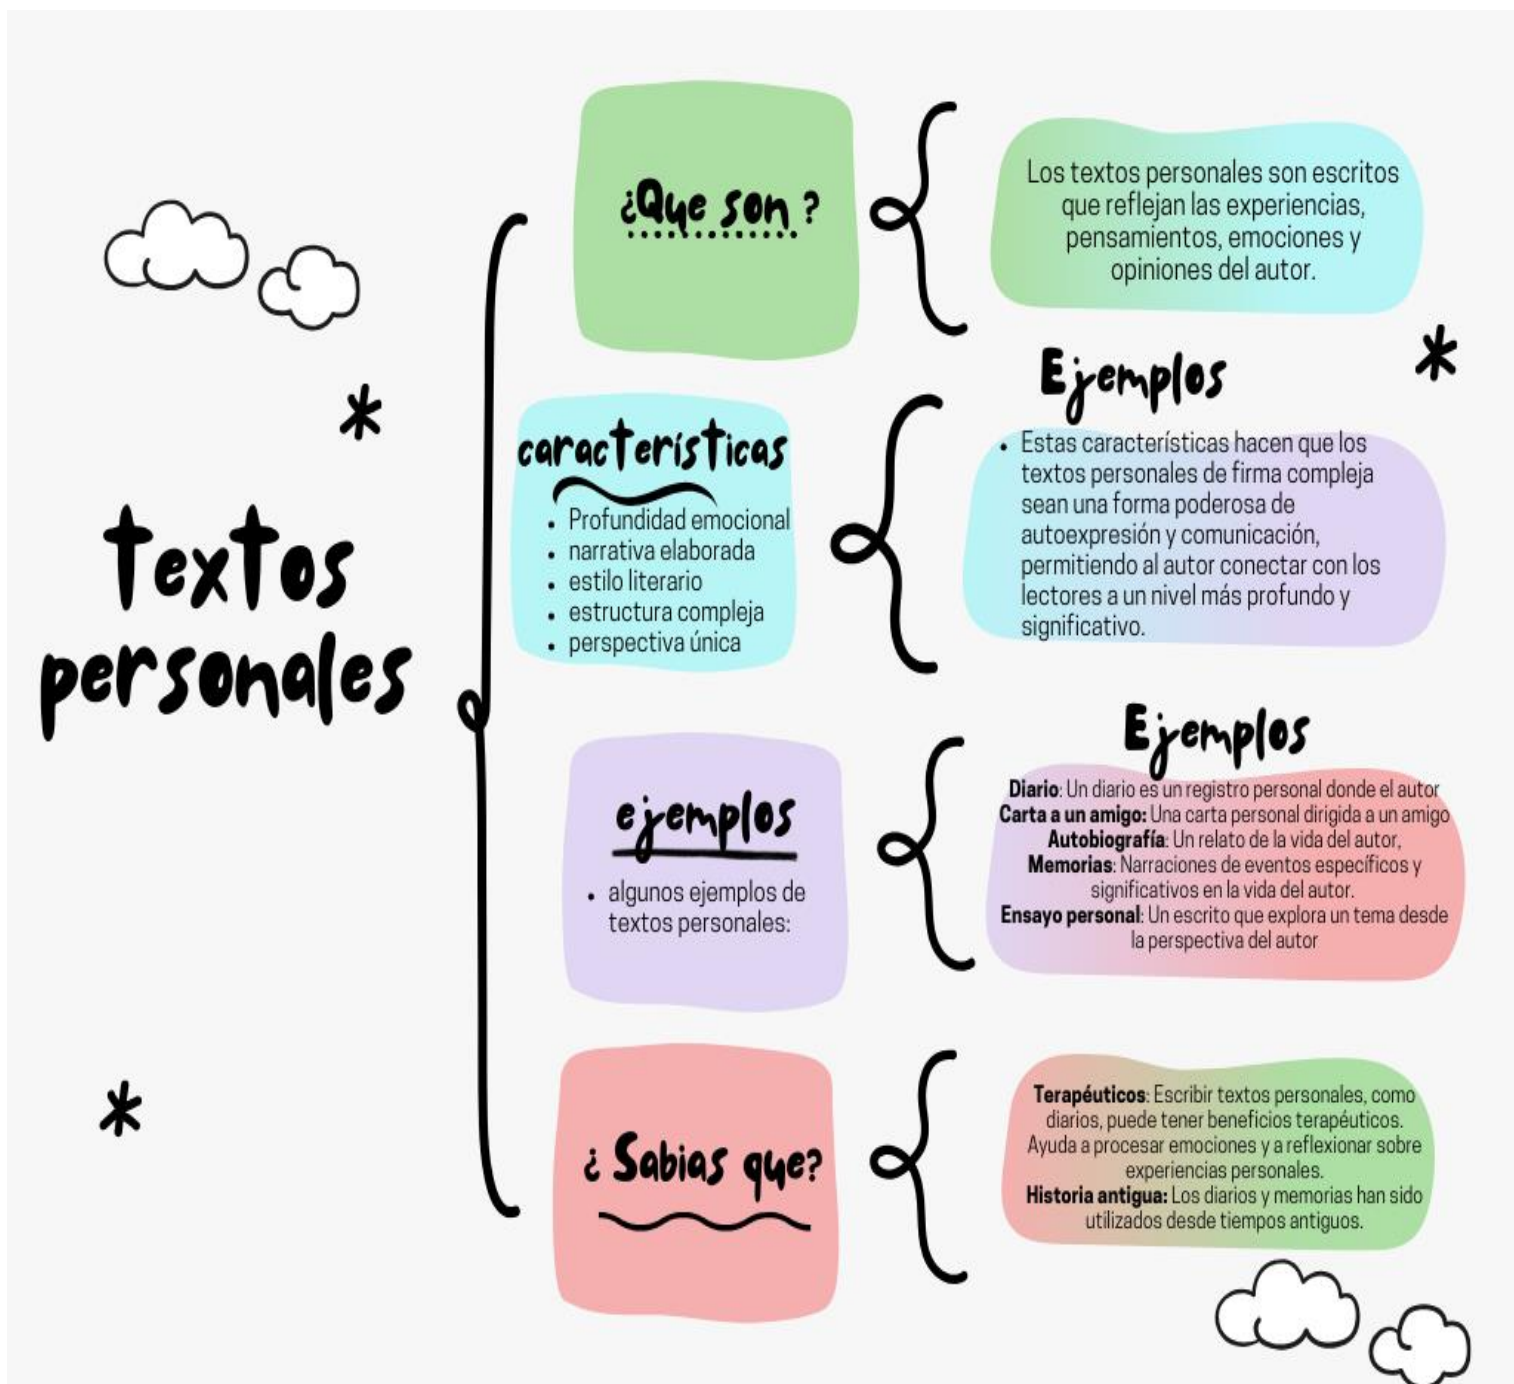 textos
personales
¿Que son ?
Los textos personales son escritos
que reflejan las experiencias,
pensamientos, emociones y
opiniones del autor.
características
• Profundidad emocional
• narrativa elaborada
• estilo literario
• estructura compleja
• perspectiva única
Ejemplos
• Estas características hacen que los
textos personales de firma compleja
sean una forma poderosa de
autoexpresión y comunicación,
permitiendo al autor conectar con los
lectores a un nivel más profundo y
significativo.
ejemplos
• algunos ejemplos de
textos personales:
Ejemplos
Diario: Un diario es un registro personal donde el autor
Carta a un amigo: Una carta personal dirigida a un amigo
Autobiografía: Un relato de la vida del autor,
Memorias: Narraciones de eventos específicos y
significativos en la vida del autor.
Ensayo personal: Un escrito que explora un tema desde
la perspectiva del autor
¿ Sabias que?
Terapéuticos: Escribir textos personales, como
diarios, puede tener beneficios terapéuticos.
Ayuda a procesar emociones y a reflexionar sobre
experiencias personales.
Historia antigua: Los diarios y memorias han sido
utilizados desde tiempos antiguos.